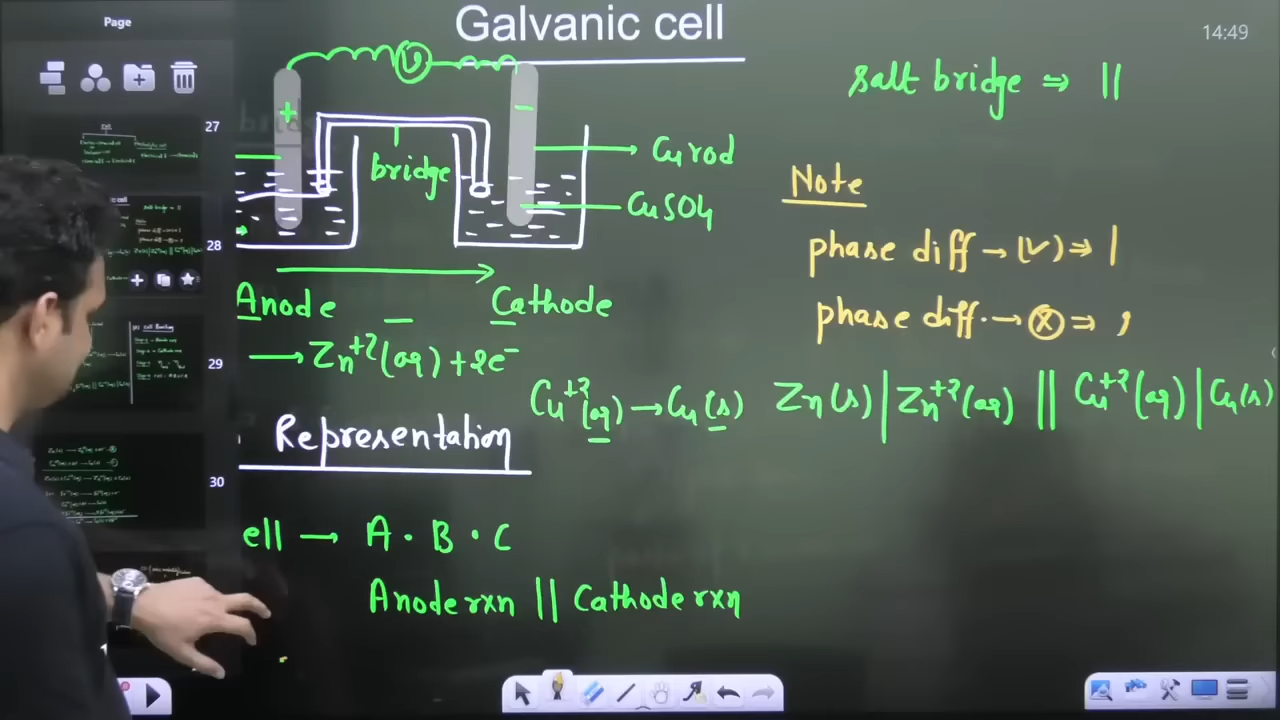 Page
Galvanic cell
14:49
V
+
−
salt bridge ⇒ ||
27
bridge
Cu rod
CuSO4
Note
28
phase diff → (✓) ⇒ |
Anode − Cathode
phase diff. → ⊗ ⇒ ,
29
→ Zn+2(aq) + 2e-
Cu+2(aq) → Cu(s)
Zn(s) | Zn+2(aq) || Cu+2(aq) | Cu(s)
Representation
30
ell → A · B · C
Anode rxn || Cathode rxn